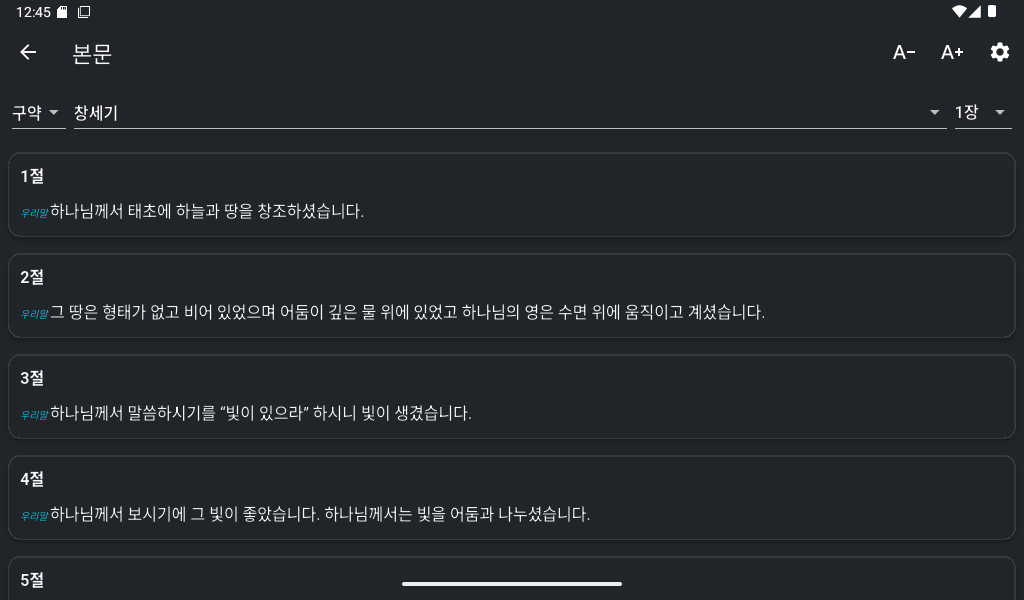 12:45
본문
A-
A+
구약
창세기
1장
1절
우리말하나님께서 태초에 하늘과 땅을 창조하셨습니다.
2절
우리말그 땅은 형태가 없고 비어 있었으며 어둠이 깊은 물 위에 있었고 하나님의 영은 수면 위에 움직이고 계셨습니다.
3절
우리말하나님께서 말씀하시기를 “빛이 있으라” 하시니 빛이 생겼습니다.
4절
우리말하나님께서 보시기에 그 빛이 좋았습니다. 하나님께서는 빛을 어둠과 나누셨습니다.
5절